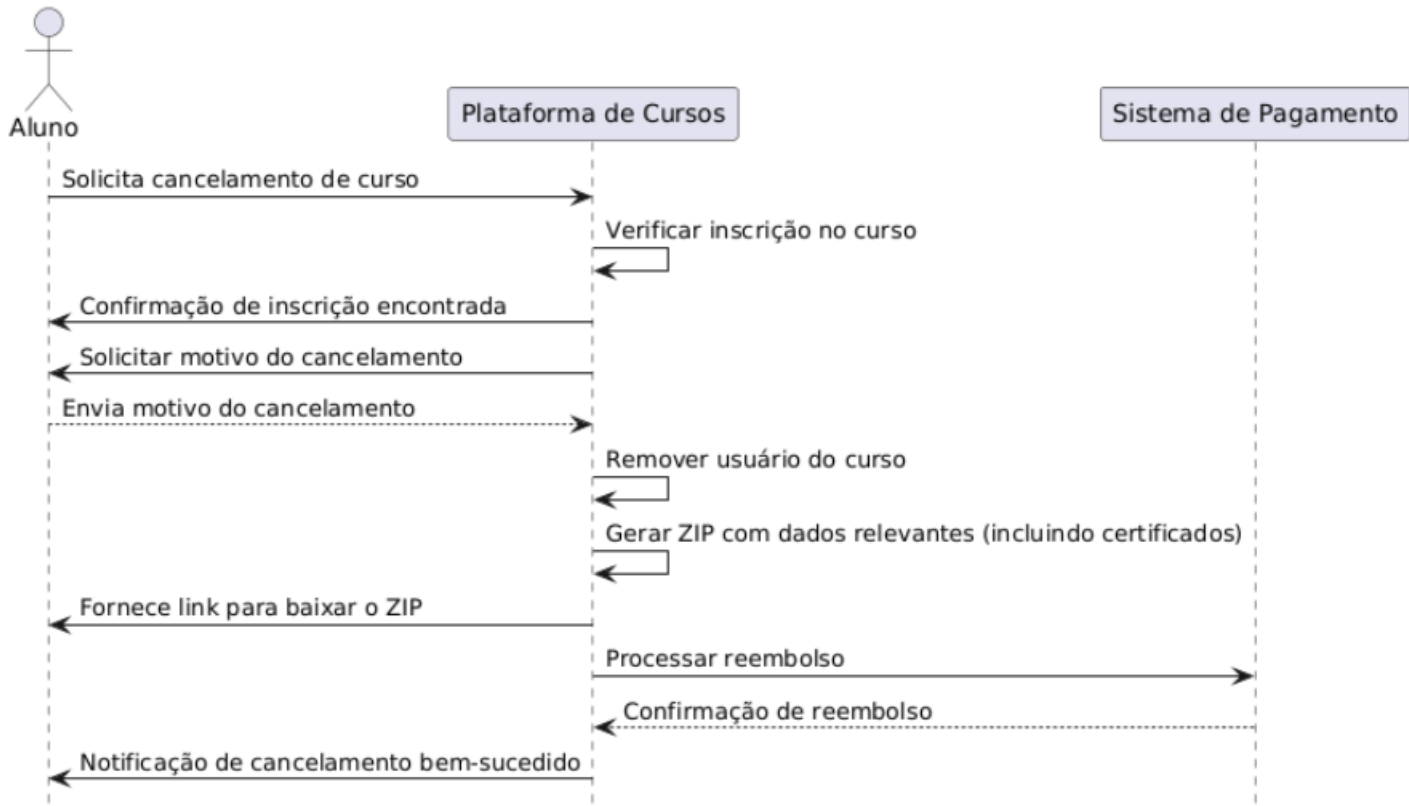 Aluno
Plataforma de Cursos
Sistema de Pagamento
Solicita cancelamento de curso
Verificar inscrição no curso
Confirmação de inscrição encontrada
Solicitar motivo do cancelamento
Envia motivo do cancelamento
Remover usuário do curso
Gerar ZIP com dados relevantes (incluindo certificados)
Fornece link para baixar o ZIP
Processar reembolso
Confirmação de reembolso
Notificação de cancelamento bem-sucedido